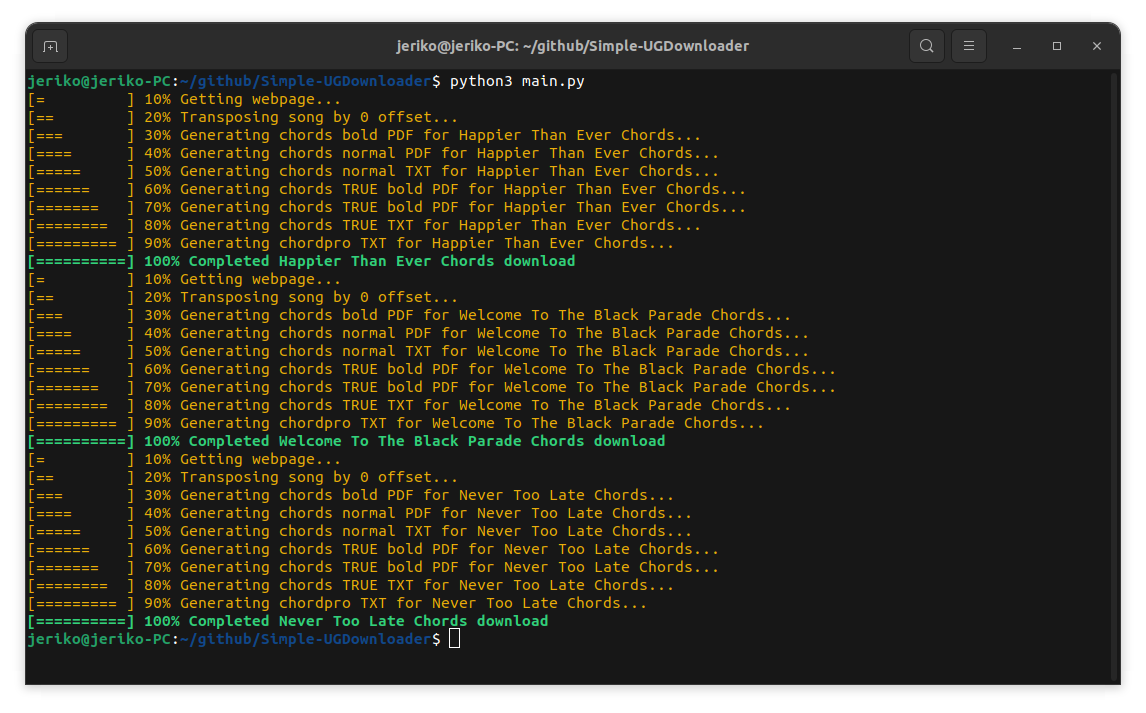 jeriko@jeriko-PC: ~/github/Simple-UGDownloader
jeriko@jeriko-PC:~/github/Simple-UGDownloader$ python3 main.py
[=         ] 10% Getting webpage...
[==        ] 20% Transposing song by 0 offset...
[===       ] 30% Generating chords bold PDF for Happier Than Ever Chords...
[====      ] 40% Generating chords normal PDF for Happier Than Ever Chords...
[=====     ] 50% Generating chords normal TXT for Happier Than Ever Chords...
[======    ] 60% Generating chords TRUE bold PDF for Happier Than Ever Chords...
[=======   ] 70% Generating chords TRUE bold PDF for Happier Than Ever Chords...
[========  ] 80% Generating chords TRUE TXT for Happier Than Ever Chords...
[========= ] 90% Generating chordpro TXT for Happier Than Ever Chords...
[==========] 100% Completed Happier Than Ever Chords download
[=         ] 10% Getting webpage...
[==        ] 20% Transposing song by 0 offset...
[===       ] 30% Generating chords bold PDF for Welcome To The Black Parade Chords...
[====      ] 40% Generating chords normal PDF for Welcome To The Black Parade Chords...
[=====     ] 50% Generating chords normal TXT for Welcome To The Black Parade Chords...
[======    ] 60% Generating chords TRUE bold PDF for Welcome To The Black Parade Chords...
[=======   ] 70% Generating chords TRUE bold PDF for Welcome To The Black Parade Chords...
[========  ] 80% Generating chords TRUE TXT for Welcome To The Black Parade Chords...
[========= ] 90% Generating chordpro TXT for Welcome To The Black Parade Chords...
[==========] 100% Completed Welcome To The Black Parade Chords download
[=         ] 10% Getting webpage...
[==        ] 20% Transposing song by 0 offset...
[===       ] 30% Generating chords bold PDF for Never Too Late Chords...
[====      ] 40% Generating chords normal PDF for Never Too Late Chords...
[=====     ] 50% Generating chords normal TXT for Never Too Late Chords...
[======    ] 60% Generating chords TRUE bold PDF for Never Too Late Chords...
[=======   ] 70% Generating chords TRUE bold PDF for Never Too Late Chords...
[========  ] 80% Generating chords TRUE TXT for Never Too Late Chords...
[========= ] 90% Generating chordpro TXT for Never Too Late Chords...
[==========] 100% Completed Never Too Late Chords download
jeriko@jeriko-PC:~/github/Simple-UGDownloader$